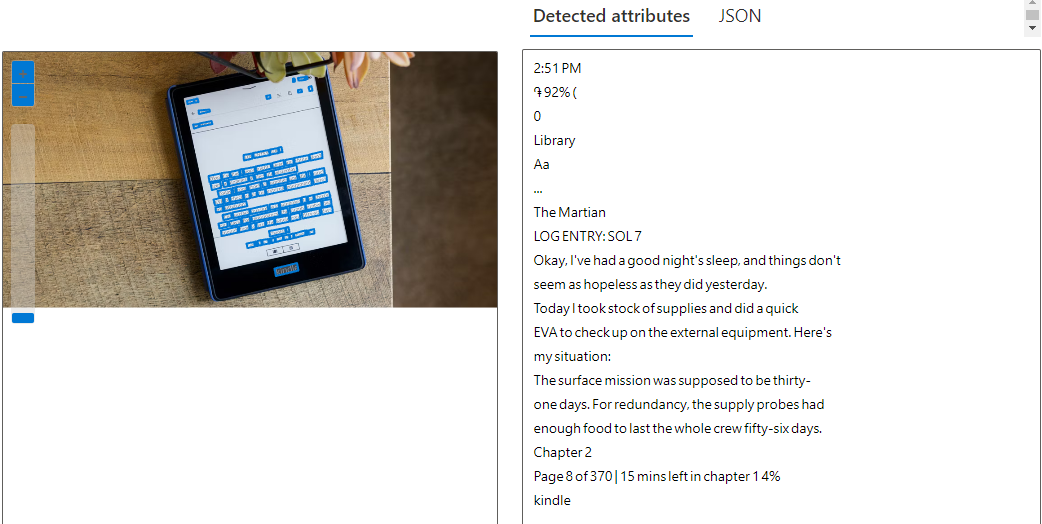 Detected attributes
JSON
2:51 PM
92% (
0
Library
Aa
...
The Martian
LOG ENTRY: SOL 7
Okay, I've had a good night's sleep, and things don't
seem as hopeless as they did yesterday.
Today I took stock of supplies and did a quick
EVA to check up on the external equipment. Here's
my situation:
The surface mission was supposed to be thirty-
one days. For redundancy, the supply probes had
enough food to last the whole crew fifty-six days.
Chapter 2
Page 8 of 370 | 15 mins left in chapter 1 4%
kindle